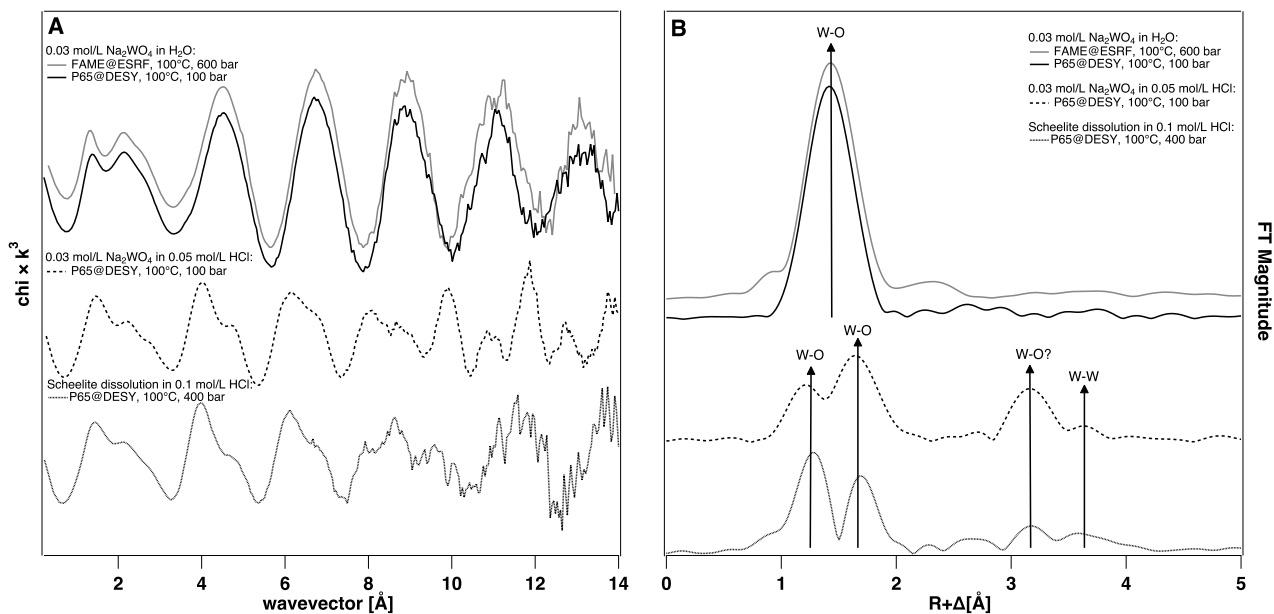 A
0.03 mol/L Na₂WO₄ in H₂O:
FAME@ESRF, 100°C, 600 bar
P65@DESY, 100°C, 100 bar
0.03 mol/L Na₂WO₄ in 0.05 mol/L HCl:
P65@DESY, 100°C, 100 bar
Scheelite dissolution in 0.1 mol/L HCl:
P65@DESY, 100°C, 400 bar
chi × k³
2 4 6 8 10 12 14
wavevector [Å]
B
0.03 mol/L Na₂WO₄ in H₂O:
FAME@ESRF, 100°C, 600 bar
P65@DESY, 100°C, 100 bar
0.03 mol/L Na₂WO₄ in 0.05 mol/L HCl:
P65@DESY, 100°C, 100 bar
Scheelite dissolution in 0.1 mol/L HCl:
P65@DESY, 100°C, 400 bar
W-O
W-O
W-O
W-O?
W-W
FT Magnitude
0 1 2 3 4 5
R+Δ[Å]